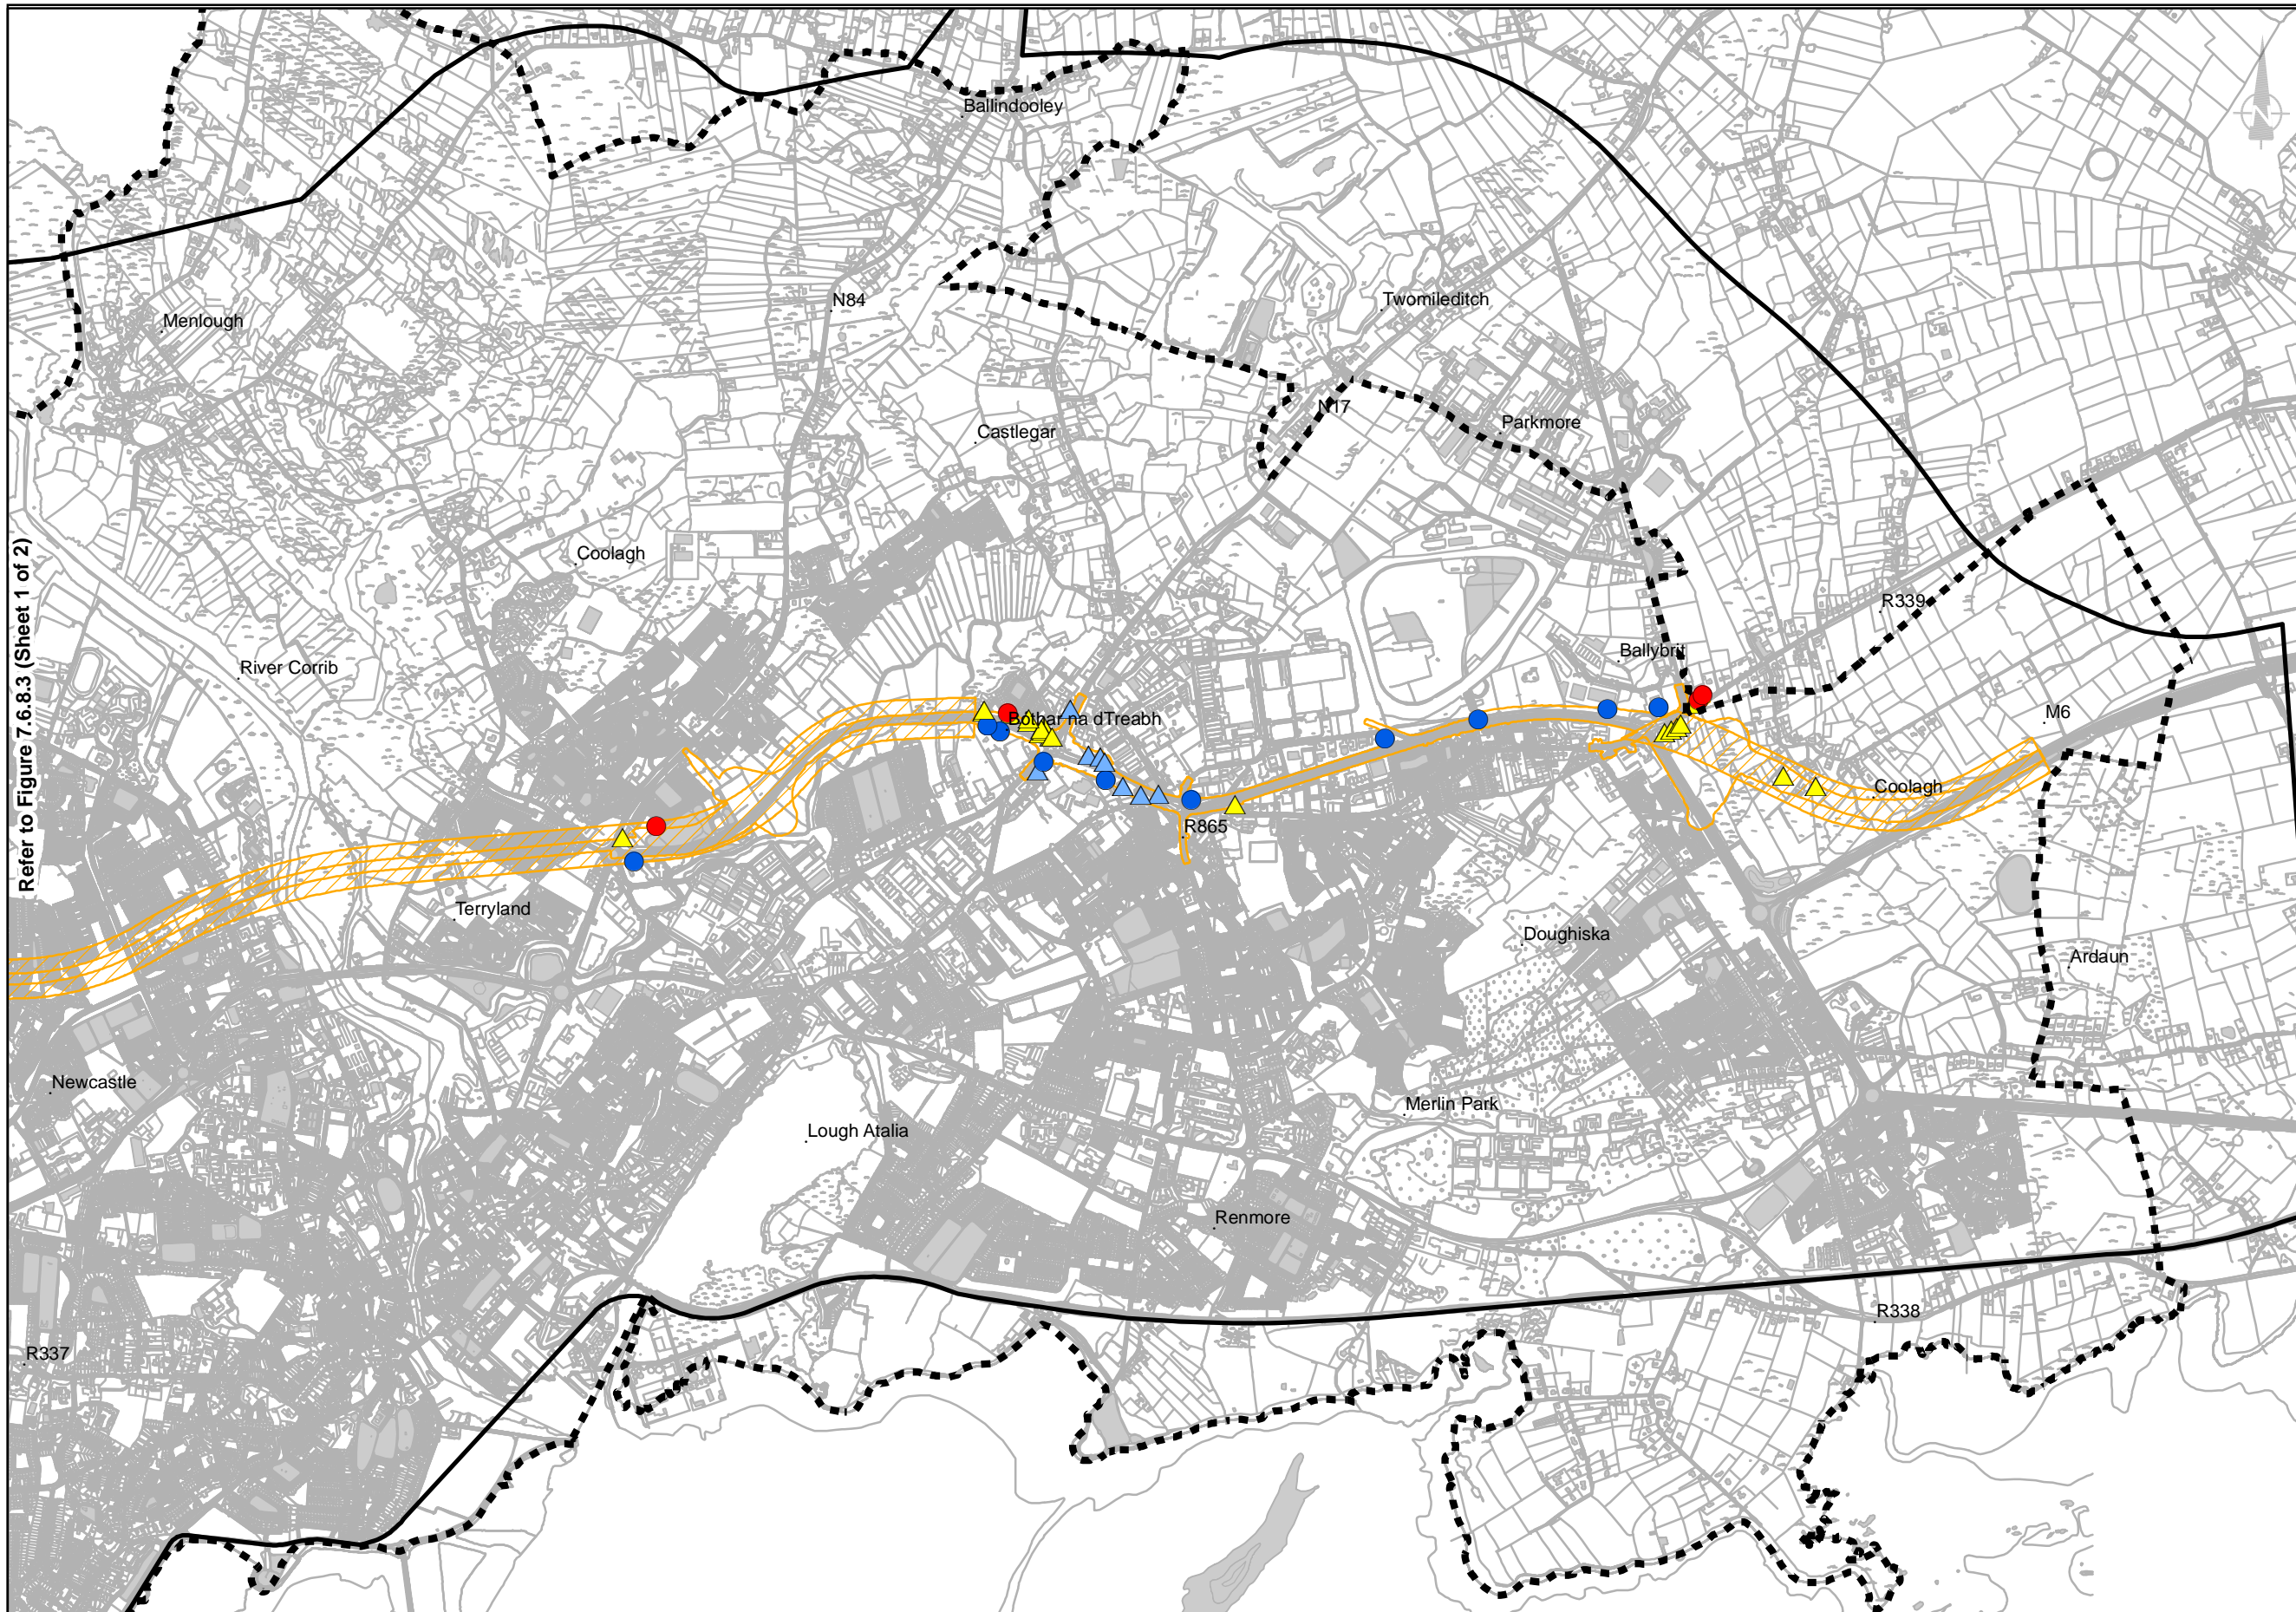 Ballindooley
N84
Twomileditch
Menlough
N17
Parkmore
Castlegar
Coolagh
R339
Ballybrit
River Corrib
M6
Bothar na dTreabh
Coolagh
R865
Terryland
Doughiska
Ardaun
Newcastle
Merlin Park
Lough Atalia
Renmore
R338
R337
Refer to Figure 7.6.8.3 (Sheet 1 of 2)
N